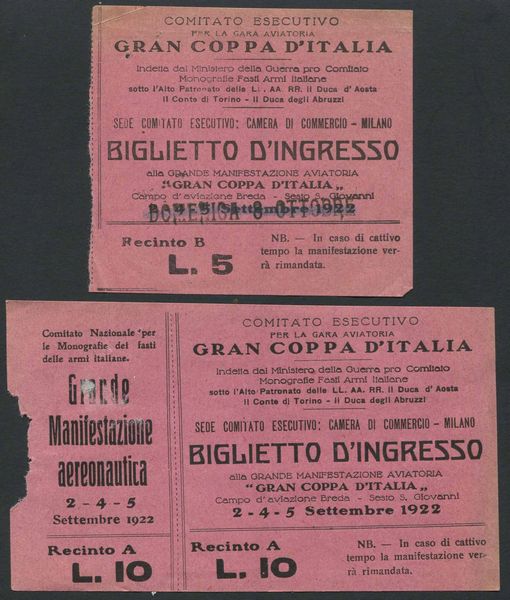 COMITATO ESECUTIVO
PER LA GARA AVIATORIA
GRAN COPPA D'ITALIA
Indetta dal Ministero della Guerra pro Comitato
Monografie Fasti Armi Italiane
sotto l'Alto Patronato delle LL. AA. RR. il Duca d'Aosta
Il Conte di Torino - Il Duca degli Abruzzi
SEDE COMITATO ESECUTIVO: CAMERA DI COMMERCIO - MILANO
BIGLIETTO D'INGRESSO
alla GRANDE MANIFESTAZIONE AVIATORIA
"GRAN COPPA D'ITALIA„
Campo d'aviazione Breda - Sesto S. Giovanni
DOMENICA 8 OTTOBRE
Settembre 1922
Recinto B
L. 5
NB. — In caso di cattivo
tempo la manifestazione ver-
rà rimandata.
Comitato Nazionale per
le Monografie dei fasti
delle armi italiane.
Grande
Manifestazione
aereonautica
2 - 4 - 5
Settembre 1922
Recinto A
L. 10
COMITATO ESECUTIVO
PER LA GARA AVIATORIA
GRAN COPPA D'ITALIA
Indetta dal Ministero della Guerra pro Comitato
Monografie Fasti Armi Italiane
sotto l'Alto Patronato delle LL. AA. RR. il Duca d'Aosta
Il Conte di Torino - Il Duca degli Abruzzi
SEDE COMITATO ESECUTIVO: CAMERA DI COMMERCIO - MILANO
BIGLIETTO D'INGRESSO
alla GRANDE MANIFESTAZIONE AVIATORIA
"GRAN COPPA D'ITALIA„
Campo d'aviazione Breda - Sesto S. Giovanni
2 - 4 - 5 Settembre 1922
Recinto A
L. 10
NB. — In caso di cattivo
tempo la manifestazione ver-
rà rimandata.